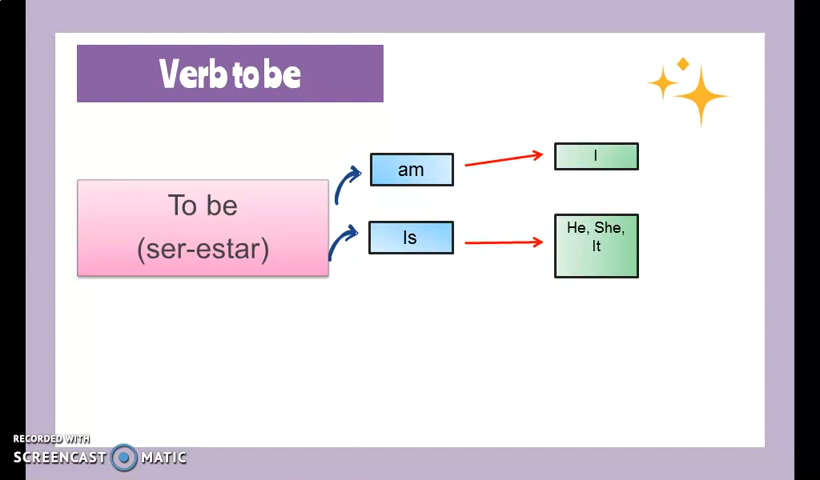 Verb to be
am
I
To be
(ser-estar)
Is
He, She,
It
RECORDED WITH
SCREENCAST MATIC